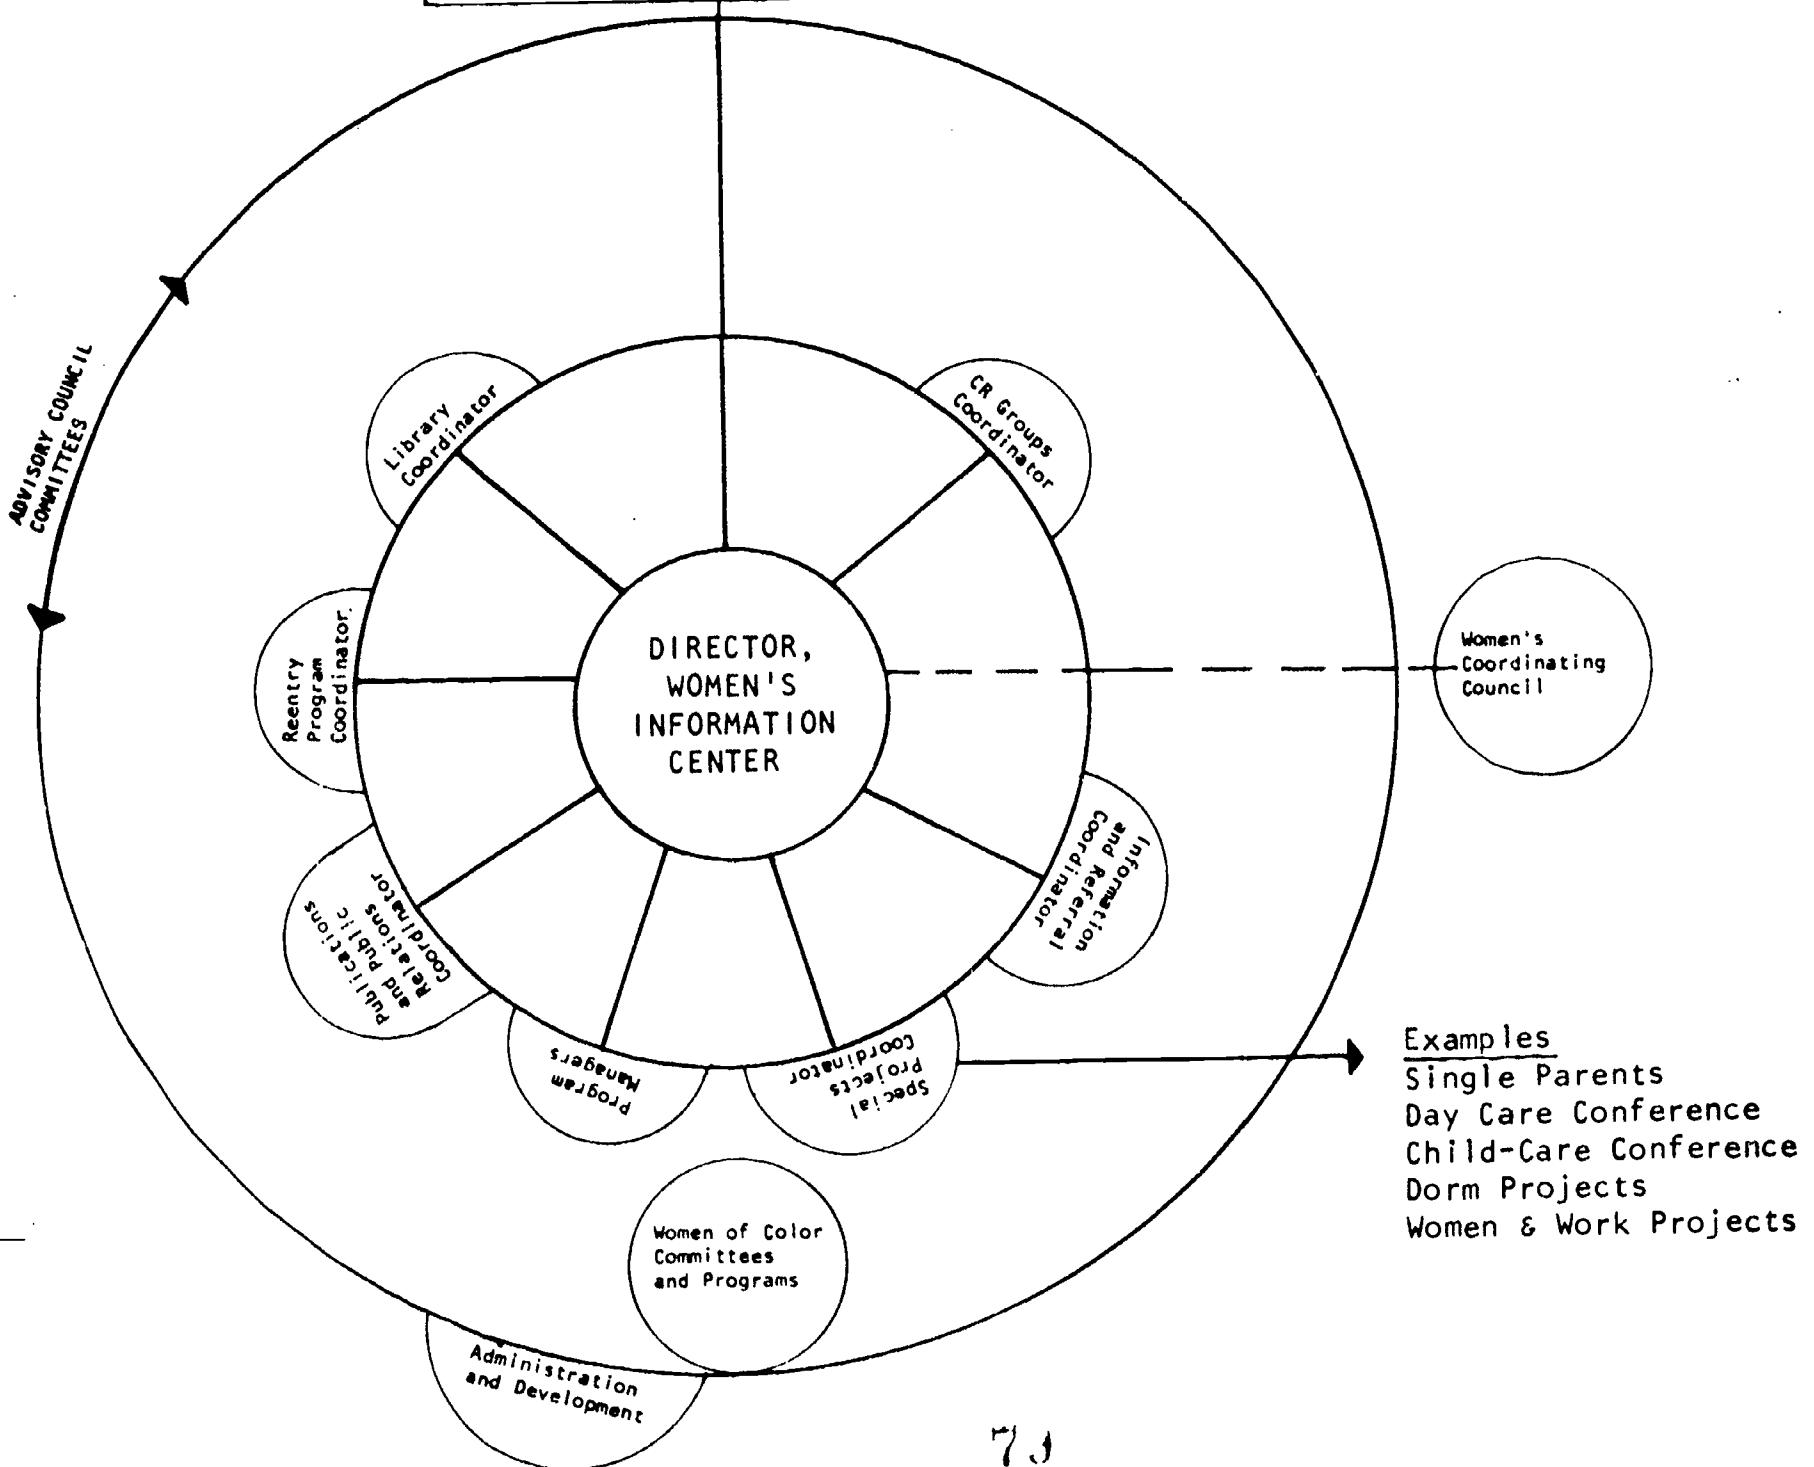 ADVISORY COUNCIL
COMMITTEES
Library
Coordinator
CR Groups
Coordinator
Reentry
Program
Coordinator
DIRECTOR,
WOMEN'S
INFORMATION
CENTER
Women's
Coordinating
Council
Information
and Referral
Coordinator
Publications
and Public
Relations
Coordinator
Program
Managers
Special
Projects
Coordinator
Examples
Single Parents
Day Care Conference
Child-Care Conference
Dorm Projects
Women & Work Projects
Women of Color
Committees
and Programs
Administration
and Development